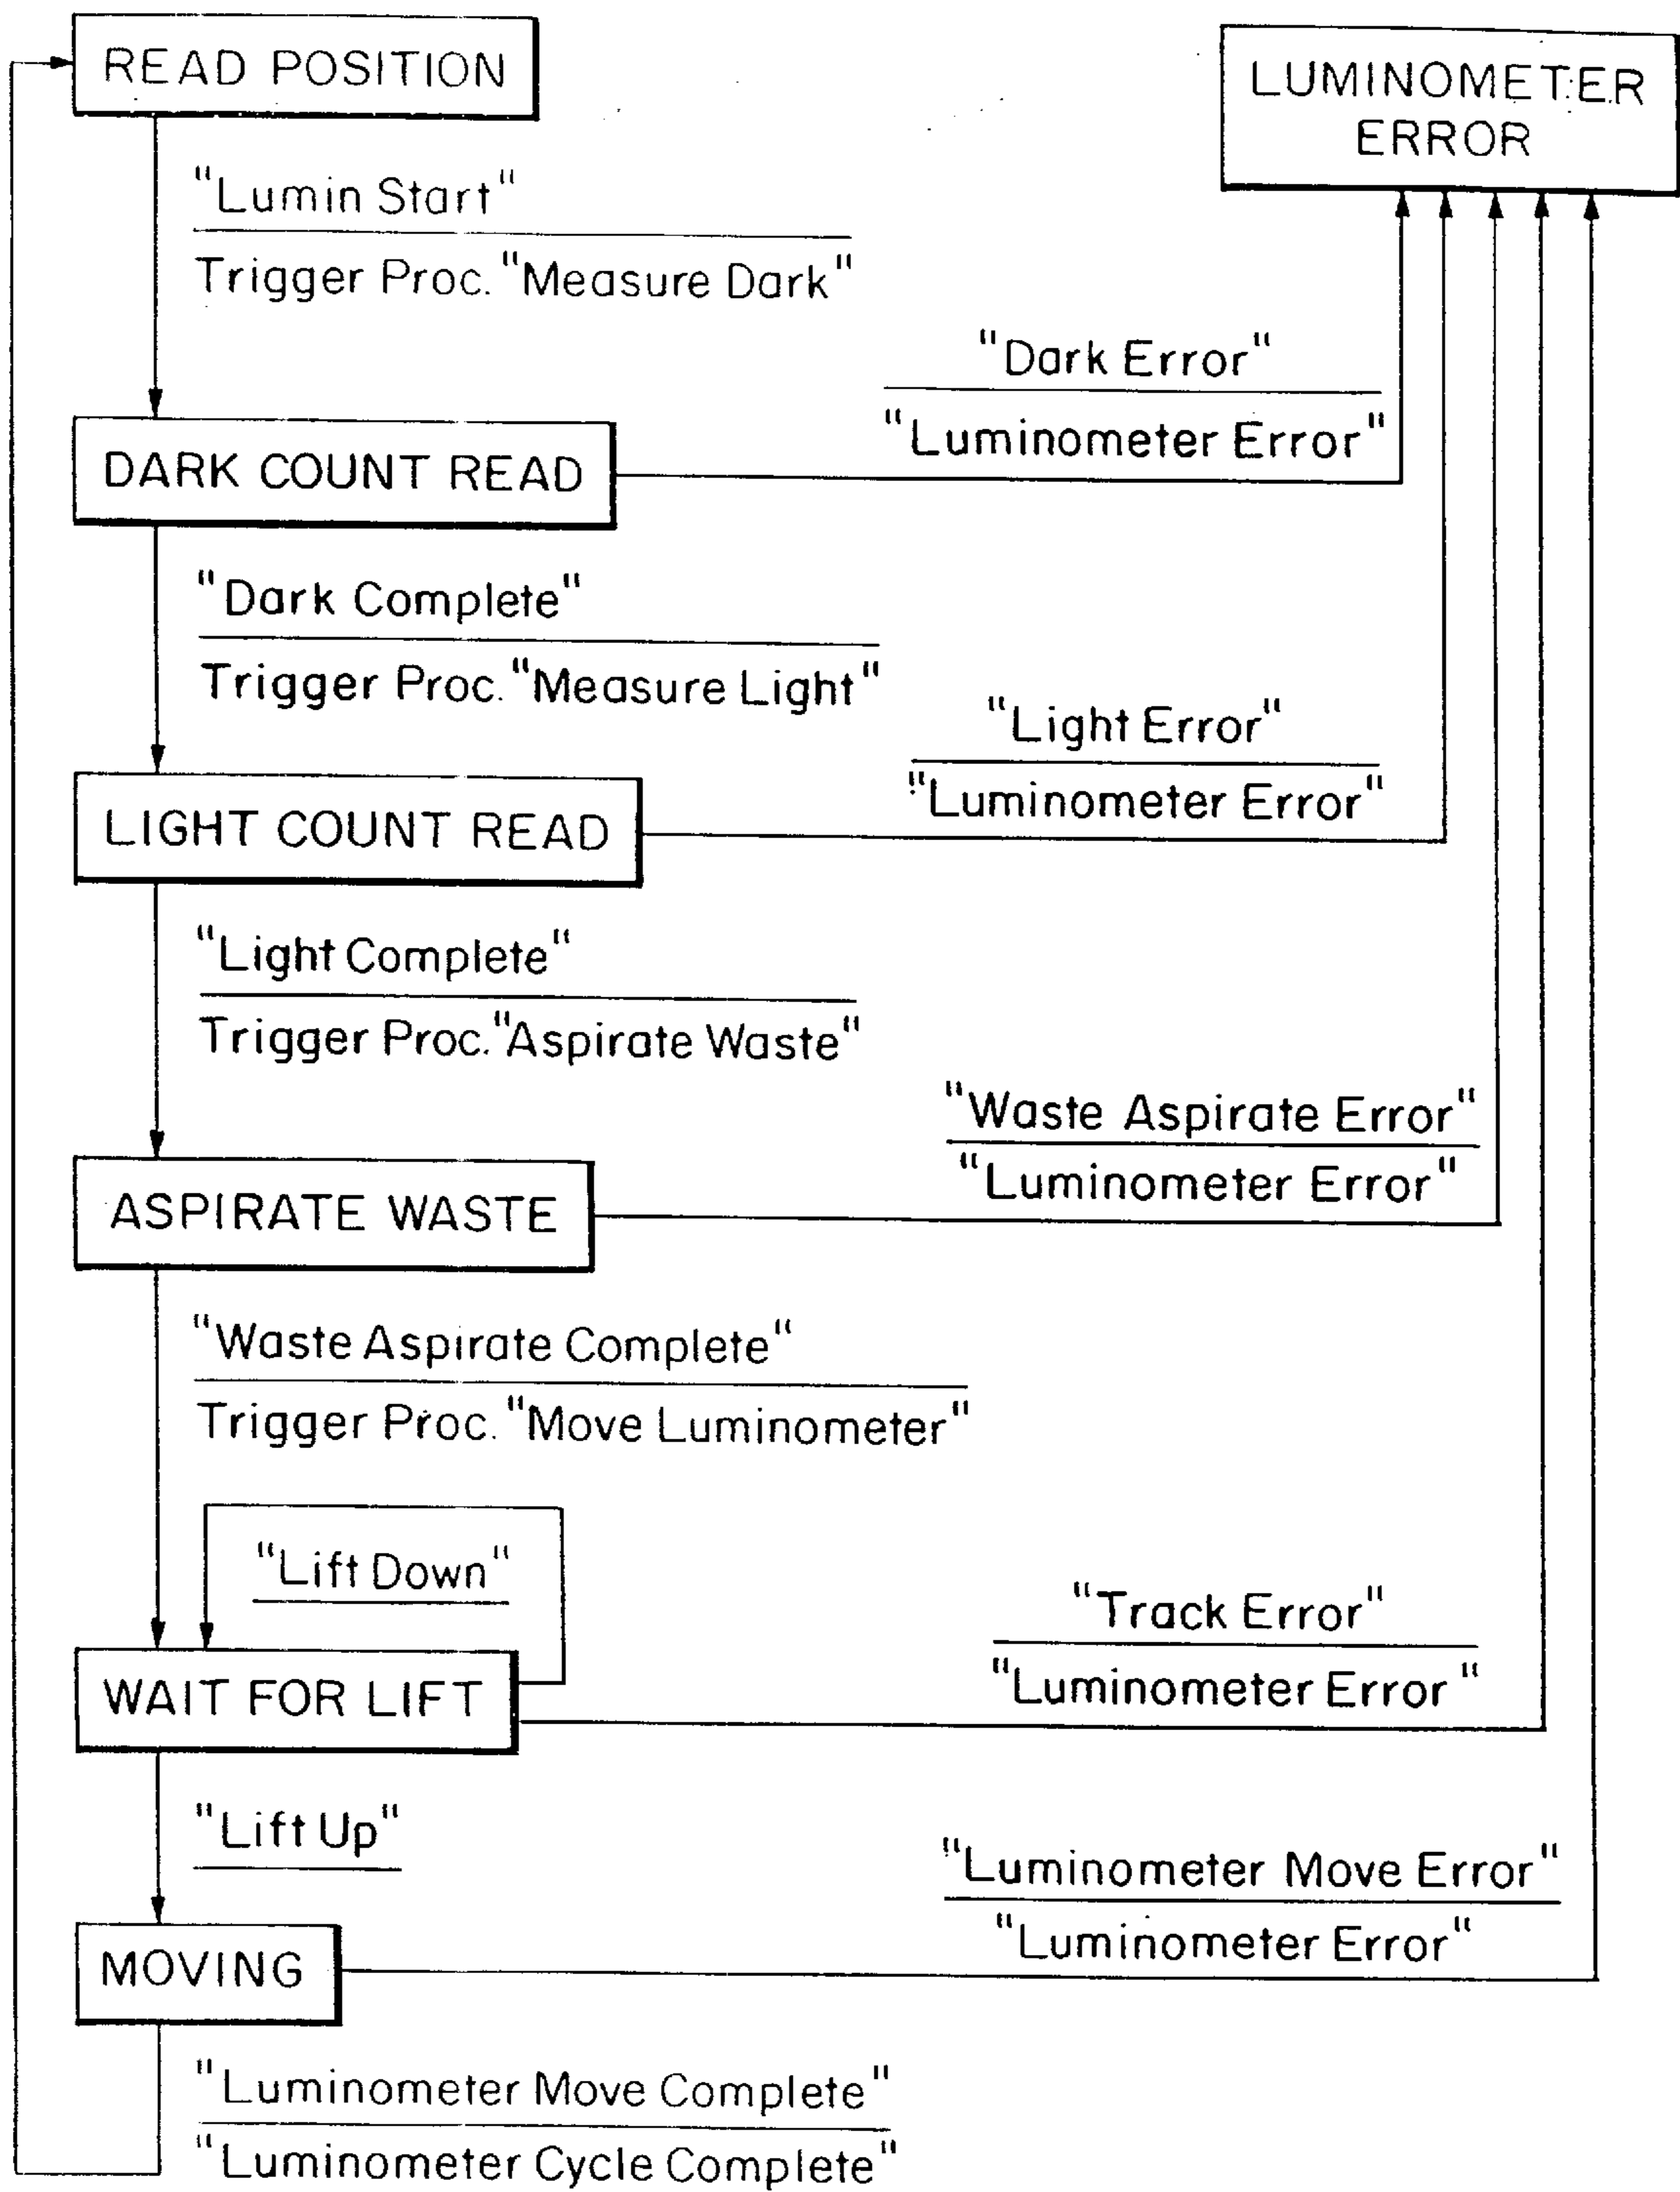 READ POSITION
LUMINOMETER
ERROR
"Lumin Start"
Trigger Proc. "Measure Dark"
"Dark Error"
"Luminometer Error"
DARK COUNT READ
"Dark Complete"
Trigger Proc. "Measure Light"
"Light Error"
"Luminometer Error"
LIGHT COUNT READ
"Light Complete"
Trigger Proc. "Aspirate Waste"
"Waste Aspirate Error"
"Luminometer Error"
ASPIRATE WASTE
"Waste Aspirate Complete"
Trigger Proc. "Move Luminometer"
"Lift Down"
"Track Error"
"Luminometer Error"
WAIT FOR LIFT
"Lift Up"
"Luminometer Move Error"
"Luminometer Error"
MOVING
"Luminometer Move Complete"
"Luminometer Cycle Complete"